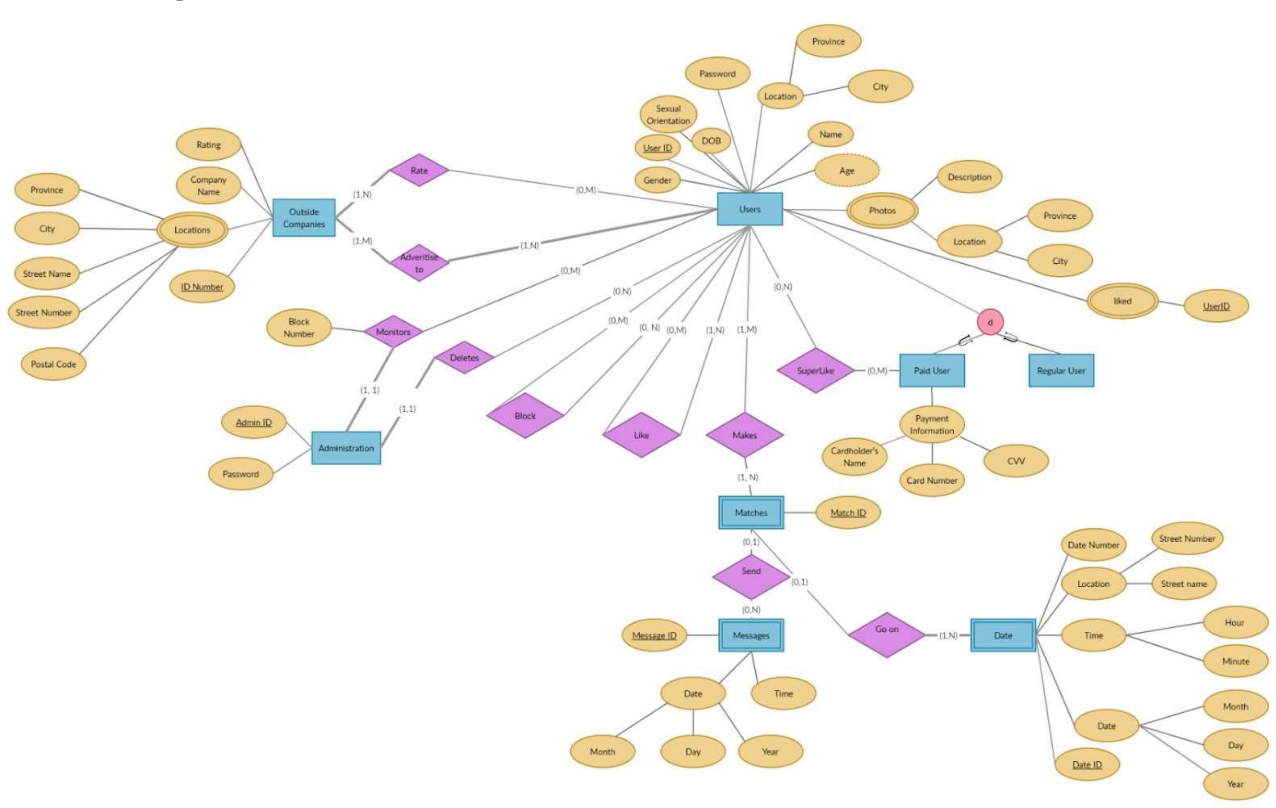 Province
Password
Location
City
Sexual
Orientation
Rating
DOB
Name
User ID
Age
Gender
Description
Company
Name
Rate
Province
(0,M)
(1,N)
Outside
Companies
Users
Photos
Province
City
Locations
Location
(1,M)
(1,N)
City
Adveritise
to
Street Name
(0,M)
ID Number
(0,N)
(0,N)
liked
UserID
Street Number
Block
Number
Monitors
(0,M)
(0, N)
(0,M)
(1,N)
(1,M)
d
Postal Code
Deletes
SuperLike
(0,M)
Paid User
Regular User
(1, 1)
(1,1)
Block
Like
Makes
Admin ID
Payment
Information
Administration
Password
Cardholder's
Name
Card Number
CVV
(1, N)
Matches
Match ID
(0,1)
(0,1)
Send
(0,N)
Date Number
Street Number
Location
Street name
Message ID
Messages
Go on
(1,N)
Date
Time
Hour
Minute
Date
Time
Month
Day
Year
Date
Month
Day
Year
Date ID